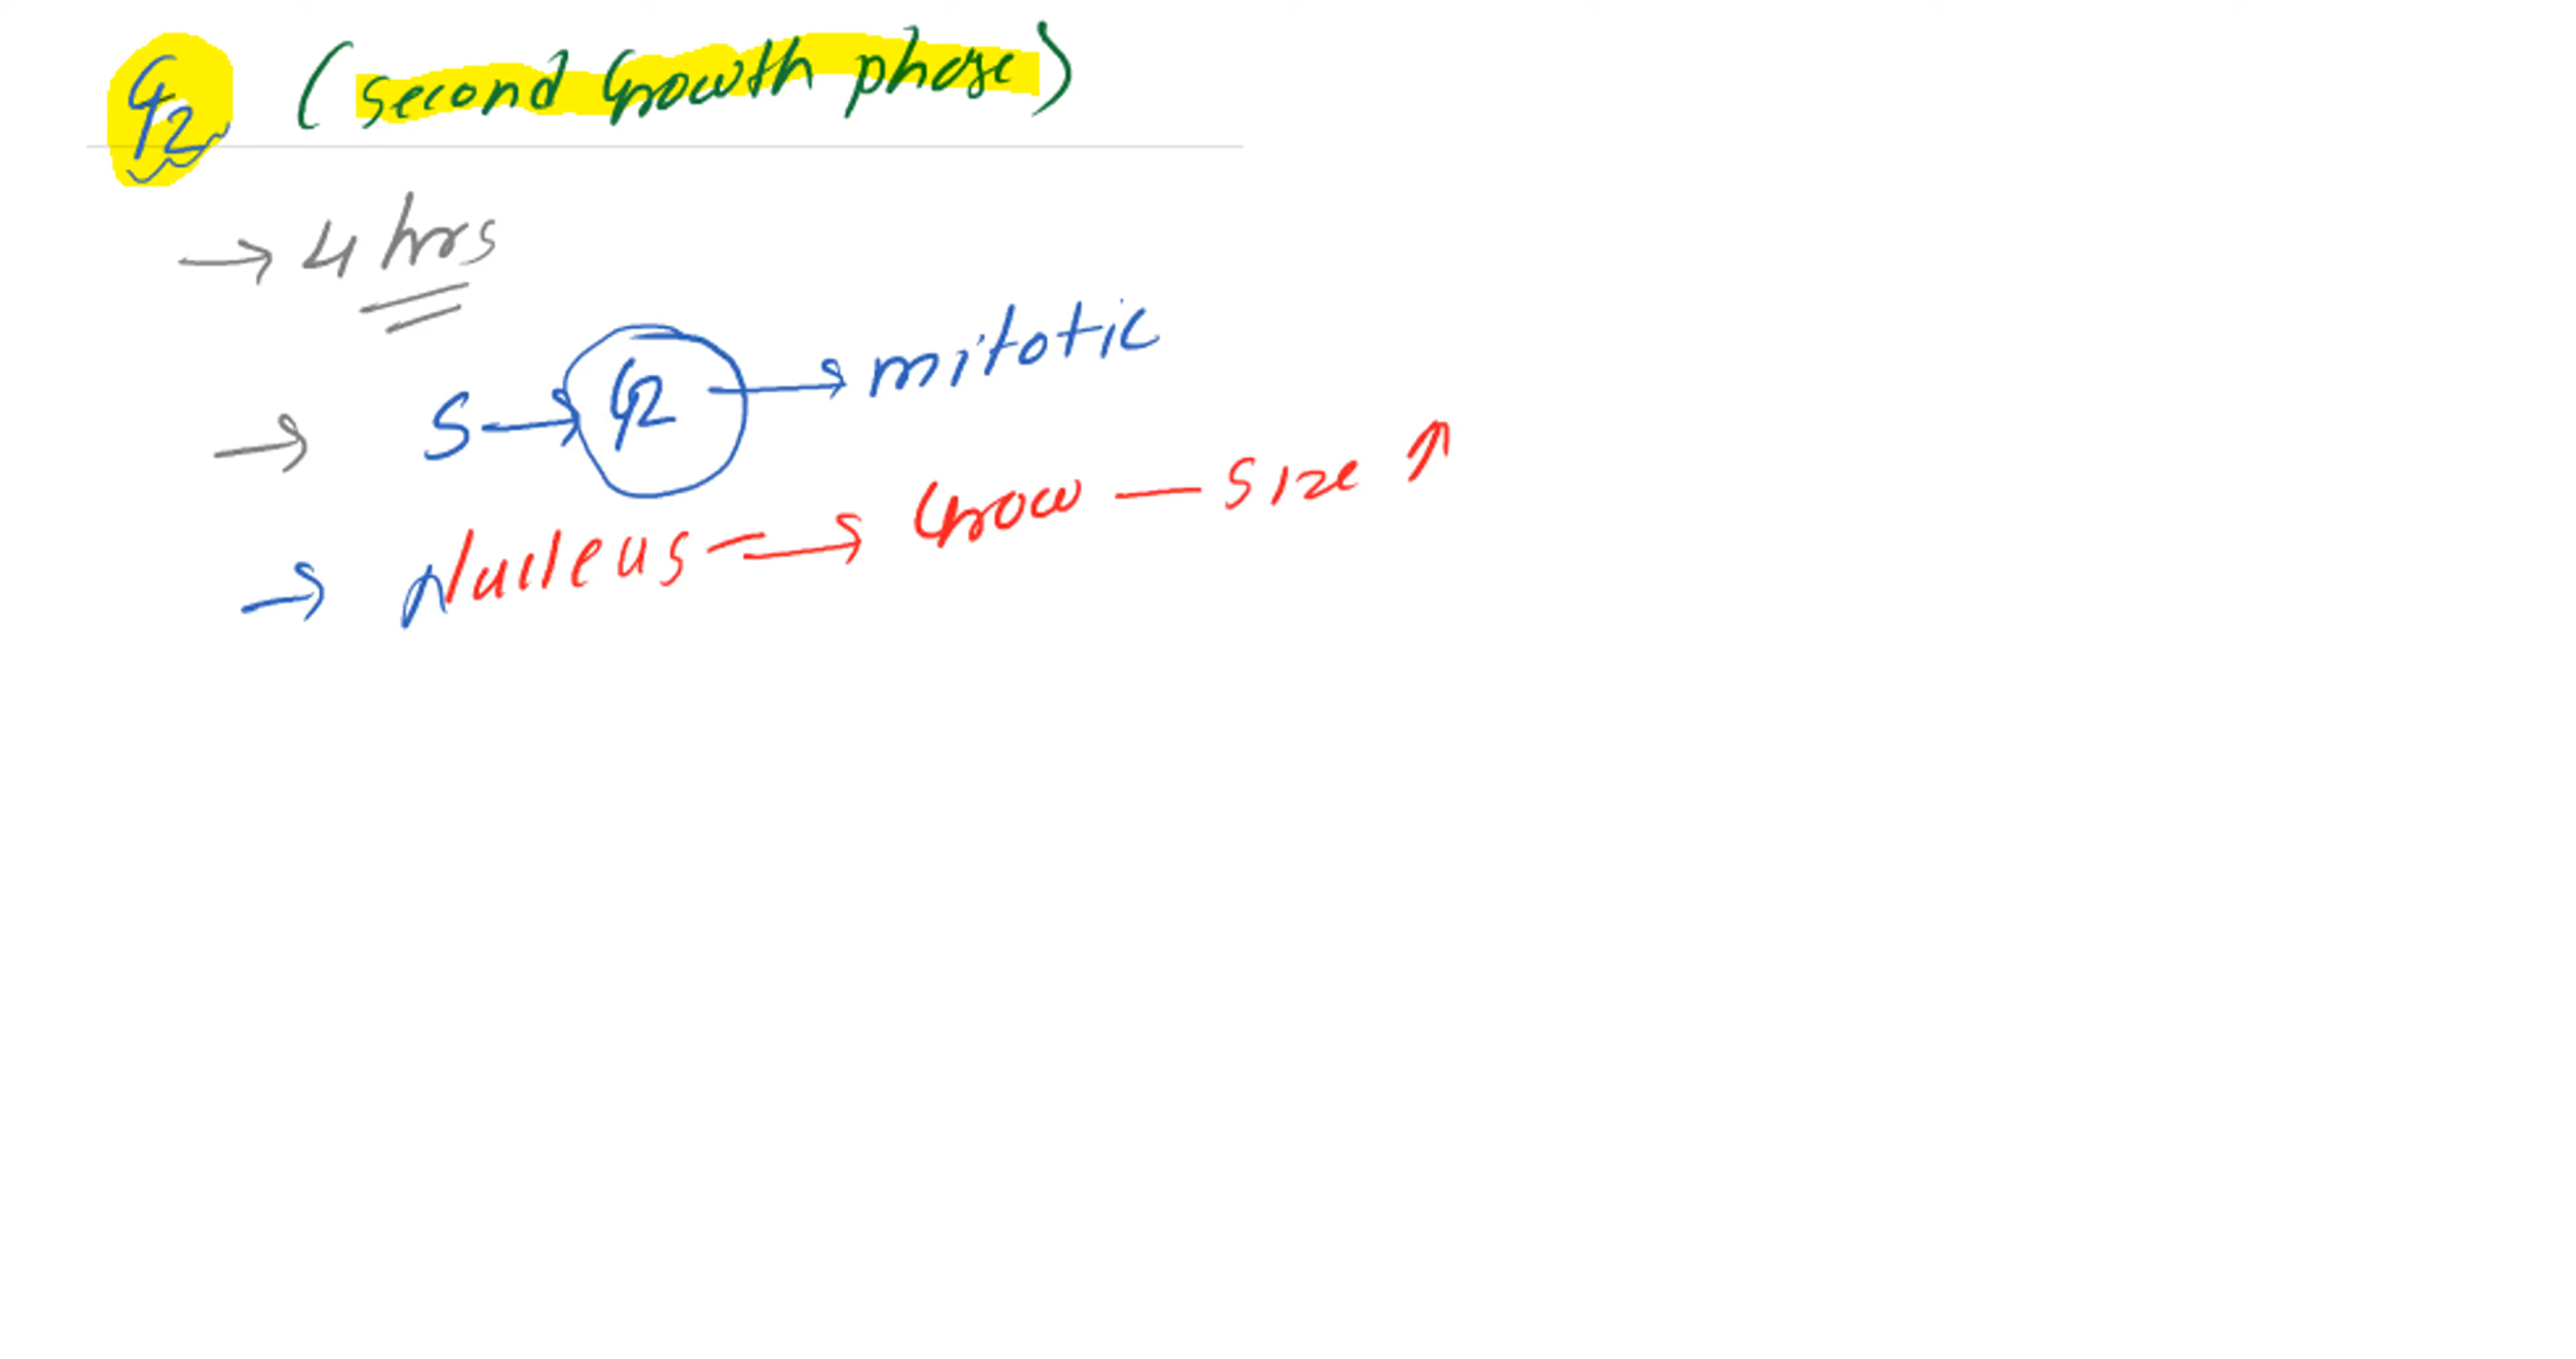 G2 (second Growth phase)
→ 4 hrs
→ S → G2 → mitotic
→ Nucleus → Grow — Size ↑